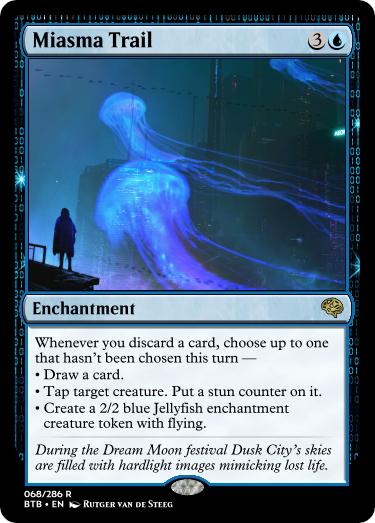 Miasma Trail 3
Enchantment
Whenever you discard a card, choose up to one
that hasn't been chosen this turn —
• Draw a card.
• Tap target creature. Put a stun counter on it.
• Create a 2/2 blue Jellyfish enchantment
creature token with flying.
During the Dream Moon festival Dusk City's skies
are filled with hardlight images mimicking lost life.
068/286 R
BTB • EN Rutger van de Steeg